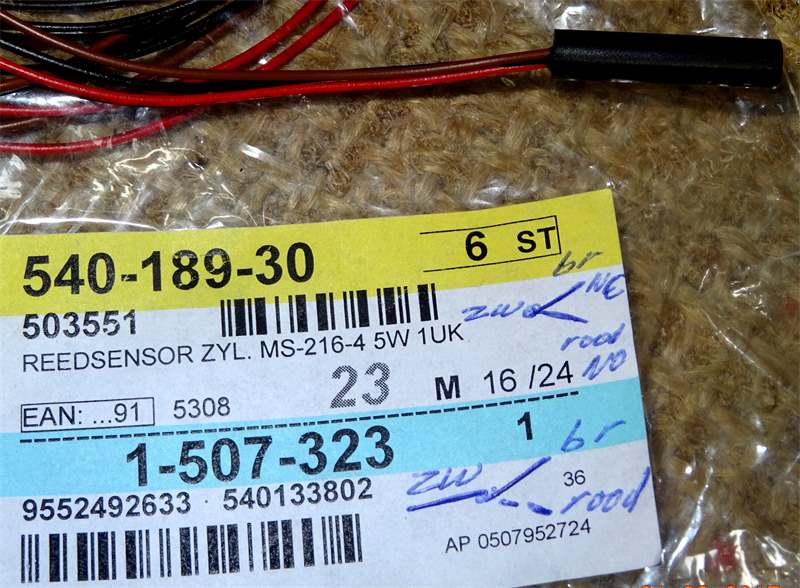 540-189-30
6 ST
503551
br
zw NC
REEDSENSOR ZYL. MS-216-4 5W 1UK
rood
NO
23 M 16 /24
EAN: ...91 5308
1-507-323 1
br
zw
rood
9552492633 · 540133802 36
AP 0507952724